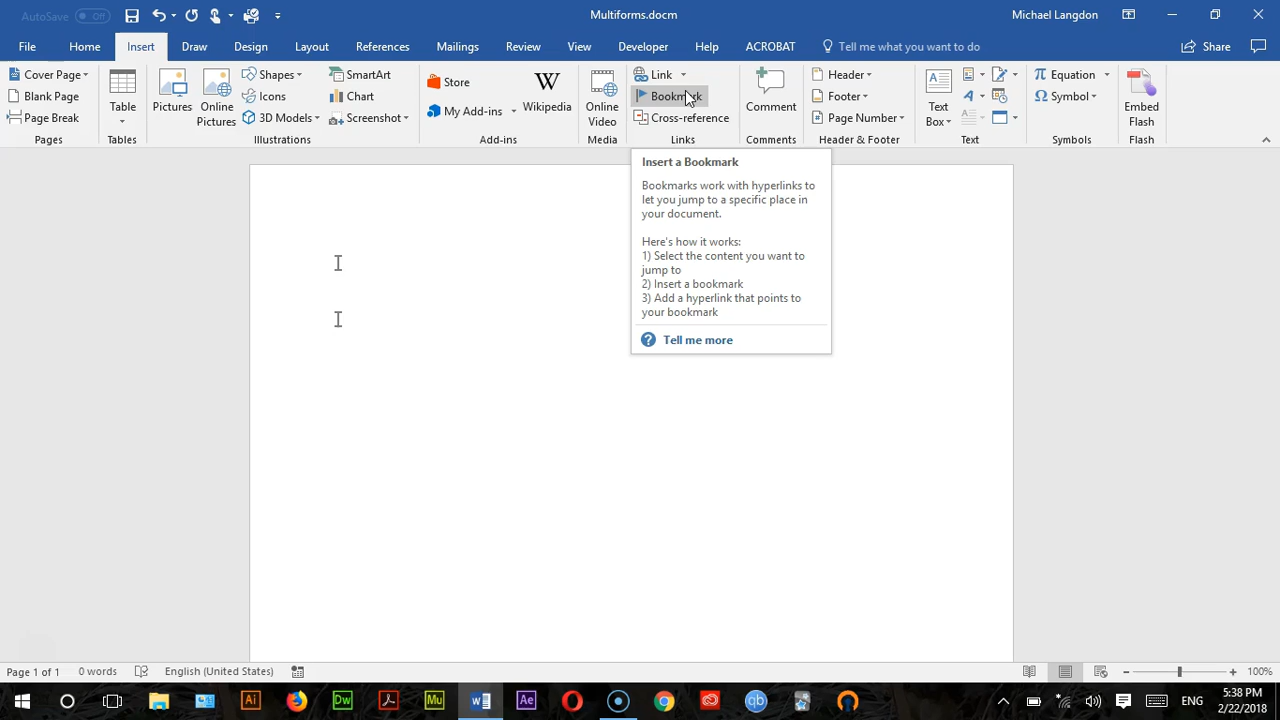 AutoSave Off Multiforms.docm Michael Langdon
File Home Insert Draw Design Layout References Mailings Review View Developer Help ACROBAT Tell me what you want to do Share
Cover Page
Blank Page
Page Break
Pages
Table
Tables
Pictures
Online
Pictures
Shapes
Icons
3D Models
SmartArt
Chart
Screenshot
Illustrations
Store
My Add-ins
W
Wikipedia
Add-ins
Online
Video
Media
Link
Bookmark
Cross-reference
Links
Comment
Comments
Header
Footer
Page Number
Header & Footer
Text
Box
Text
π Equation
Ω Symbol
Symbols
Embed
Flash
Flash
Insert a Bookmark
Bookmarks work with hyperlinks to
let you jump to a specific place in
your document.
Here's how it works:
1) Select the content you want to
jump to
2) Insert a bookmark
3) Add a hyperlink that points to
your bookmark
Tell me more
Page 1 of 1 0 words English (United States) 100%
Ai Dw Mu Ae qb ENG
5:38 PM
2/22/2018